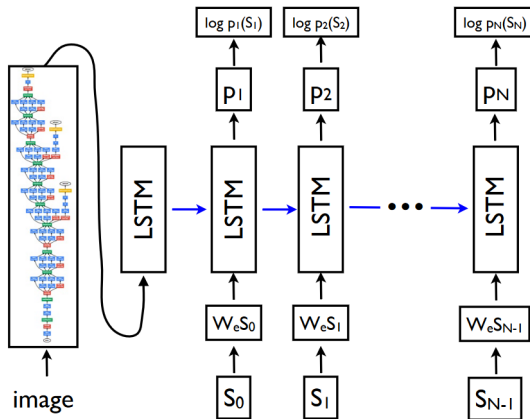 log p1(S1) log p2(S2) log pN(SN)
p1 p2 pN
LSTM LSTM LSTM LSTM
WeS0 WeS1 WeSN-1
image S0 S1 SN-1